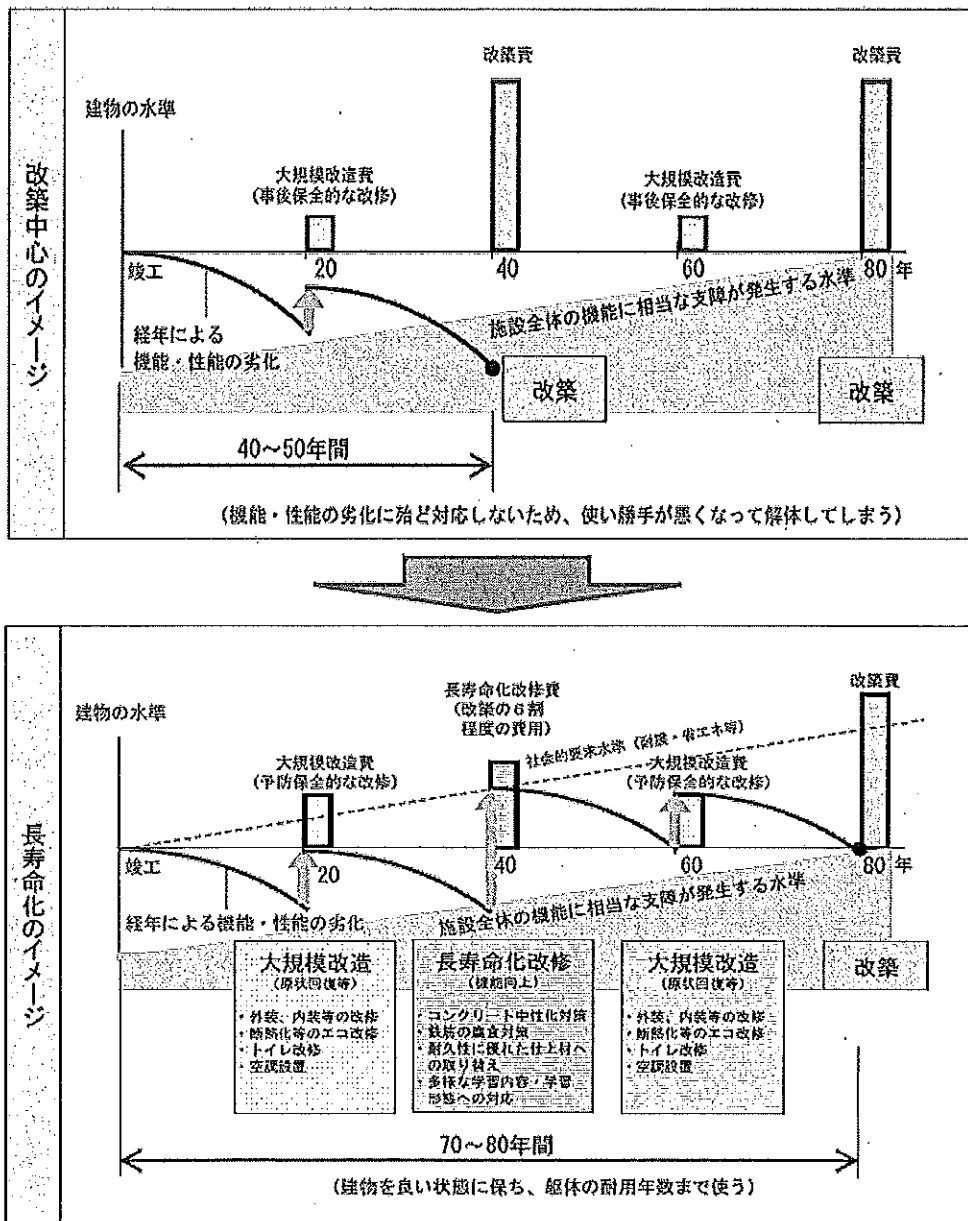 改築中心のイメージ
建物の水準
改築費
改築費
大規模改造費
(事後保全的な改修)
大規模改造費
(事後保全的な改修)
竣工
20
40
60
80 年
経年による
機能・性能の劣化
施設全体の機能に相当な支障が発生する水準
改築
改築
40～50年間
(機能・性能の劣化に殆ど対応しないため、使い勝手が悪くなって解体してしまう)
長寿命化のイメージ
建物の水準
長寿命化改修費
(改築の6割
程度の費用)
改築費
社会的要求水準(耐震・省エネ等)
大規模改造費
(予防保全的な改修)
大規模改造費
(予防保全的な改修)
竣工
20
40
60
80 年
経年による機能・性能の劣化
施設全体の機能に相当な支障が発生する水準
大規模改造
(原状回復等)
・外装、内装等の改修
・断熱化等のエコ改修
・トイレ改修
・空調設置
長寿命化改修
(機能向上)
・コンクリート中性化対策
・鉄筋の腐食対策
・耐久性に優れた仕上材へ
の取り替え
・多様な学習内容・学習
形態への対応
大規模改造
(原状回復等)
・外装、内装等の改修
・断熱化等のエコ改修
・トイレ改修
・空調設置
改築
70～80年間
(建物を良い状態に保ち、躯体の耐用年数まで使う)